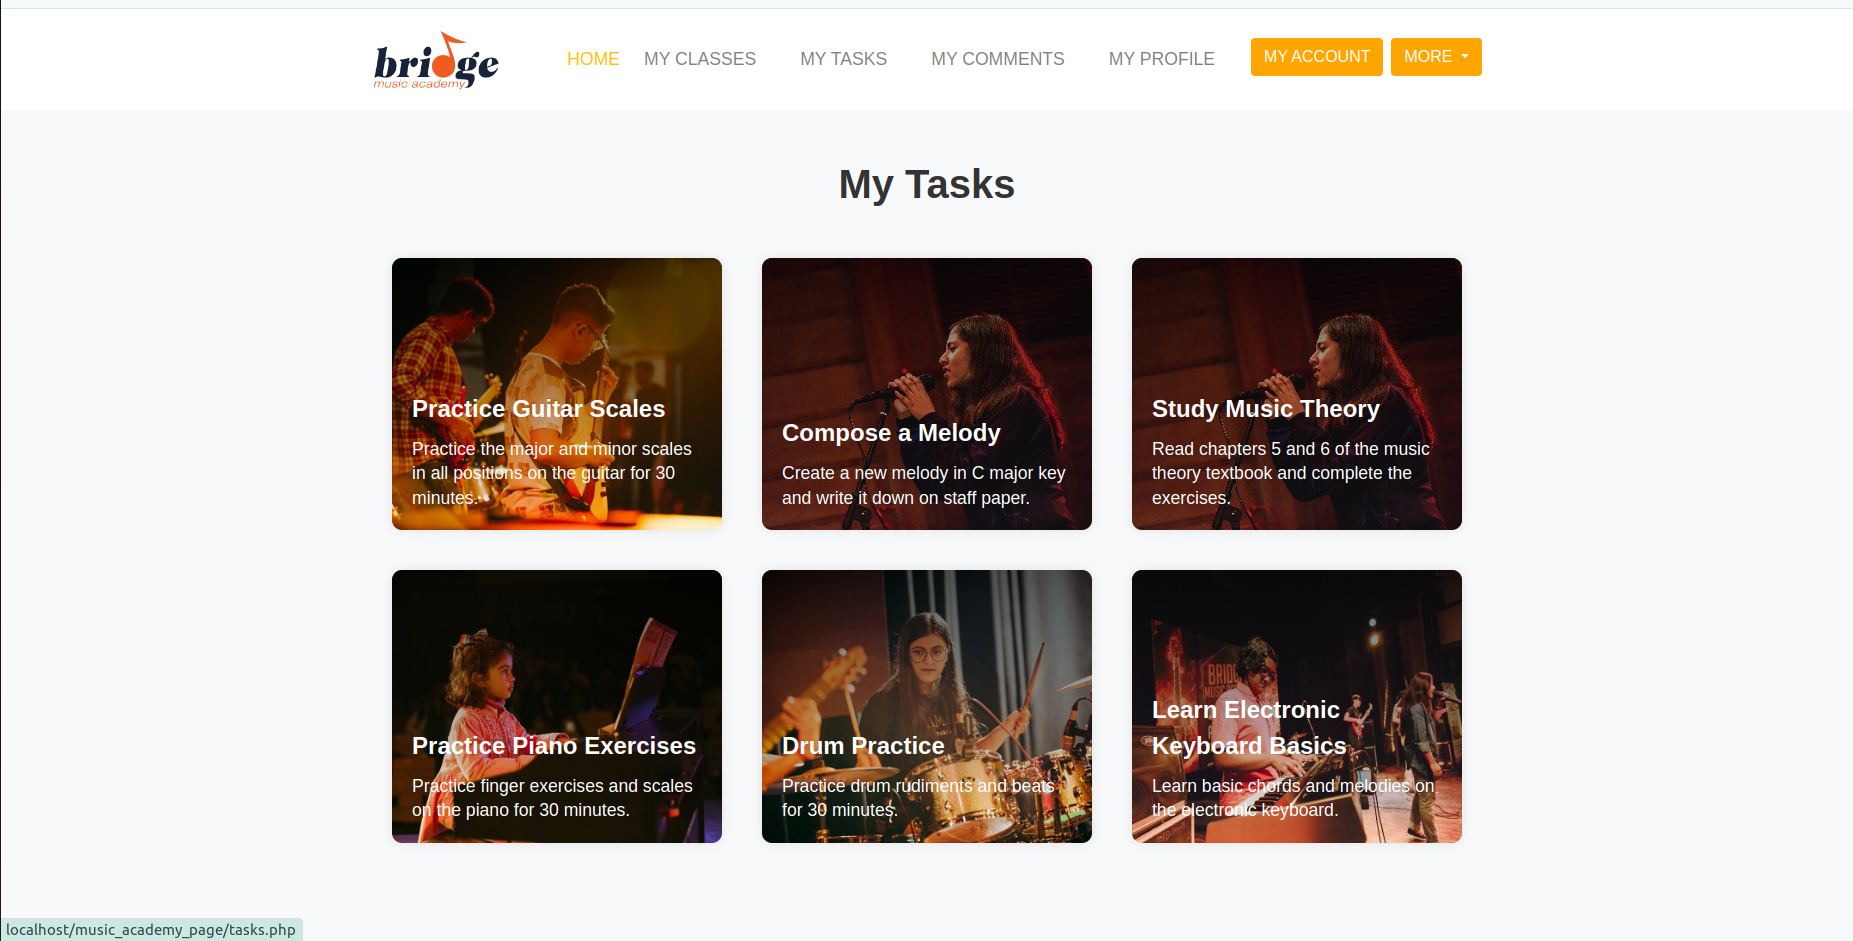 bridge
music academy
HOME MY CLASSES MY TASKS MY COMMENTS MY PROFILE MY ACCOUNT MORE
My Tasks
Practice Guitar Scales
Practice the major and minor scales
in all positions on the guitar for 30
minutes.
Compose a Melody
Create a new melody in C major key
and write it down on staff paper.
Study Music Theory
Read chapters 5 and 6 of the music
theory textbook and complete the
exercises.
Practice Piano Exercises
Practice finger exercises and scales
on the piano for 30 minutes.
Drum Practice
Practice drum rudiments and beats
for 30 minutes.
Learn Electronic
Keyboard Basics
Learn basic chords and melodies on
the electronic keyboard.
localhost/music_academy_page/tasks.php